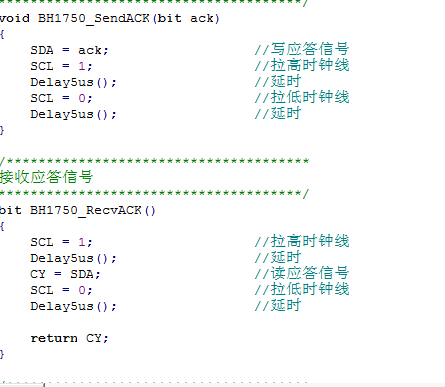 **************************************/
void BH1750_SendACK(bit ack)
{
    SDA = ack;                  //写应答信号
    SCL = 1;                    //拉高时钟线
    Delay5us();                 //延时
    SCL = 0;                    //拉低时钟线
    Delay5us();                 //延时
}
/**************************************
接收应答信号
**************************************/
bit BH1750_RecvACK()
{
    SCL = 1;                    //拉高时钟线
    Delay5us();                 //延时
    CY = SDA;                   //读应答信号
    SCL = 0;                    //拉低时钟线
    Delay5us();                 //延时
    return CY;
}